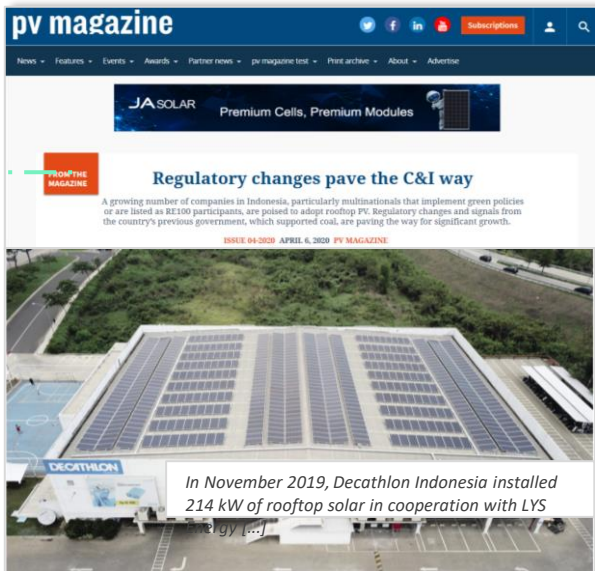 pv magazine
Subscriptions
News Features Events Awards Partner news pv magazine test Print archive About Advertise
JA SOLAR Premium Cells, Premium Modules
FROM THE
MAGAZINE
Regulatory changes pave the C&I way
A growing number of companies in Indonesia, particularly multinationals that implement green policies
or are listed as RE100 participants, are poised to adopt rooftop PV. Regulatory changes and signals from
the country's previous government, which supported coal, are paving the way for significant growth.
ISSUE 04-2020 APRIL 6, 2020 PV MAGAZINE
DECATHLON
In November 2019, Decathlon Indonesia installed
214 kW of rooftop solar in cooperation with LYS
Energy [...]